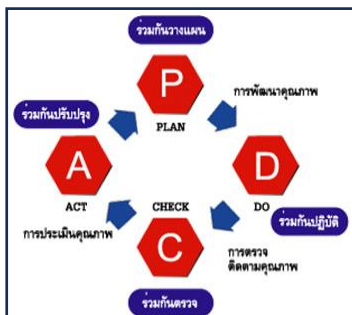 ร่วมกันวางแผน
P
PLAN
การพัฒนาคุณภาพ
ร่วมกันปรับปรุง
A
ACT
D
DO
CHECK
ร่วมกันปฏิบัติ
การประเมินคุณภาพ
C
การตรวจ
ติดตามคุณภาพ
ร่วมกันตรวจ